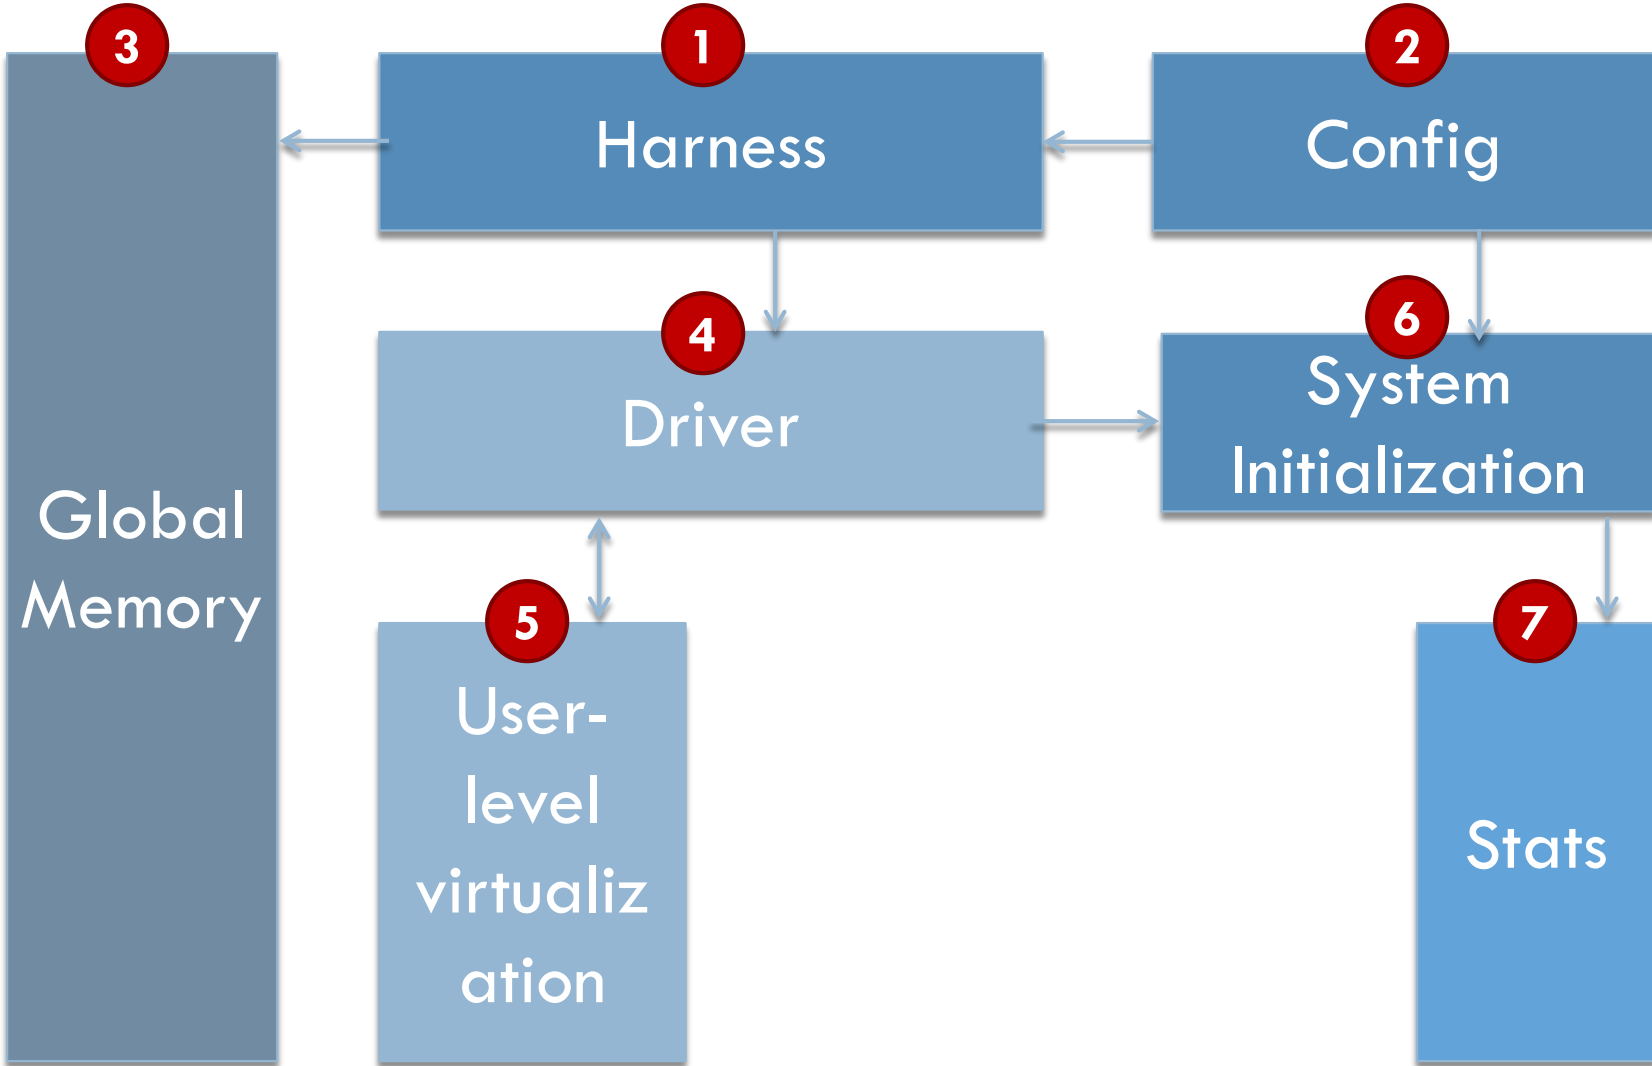 3
1
2
Harness
Config
4
6
Driver
System
Initialization
Global
Memory
5
7
User-
level
virtualiz
ation
Stats